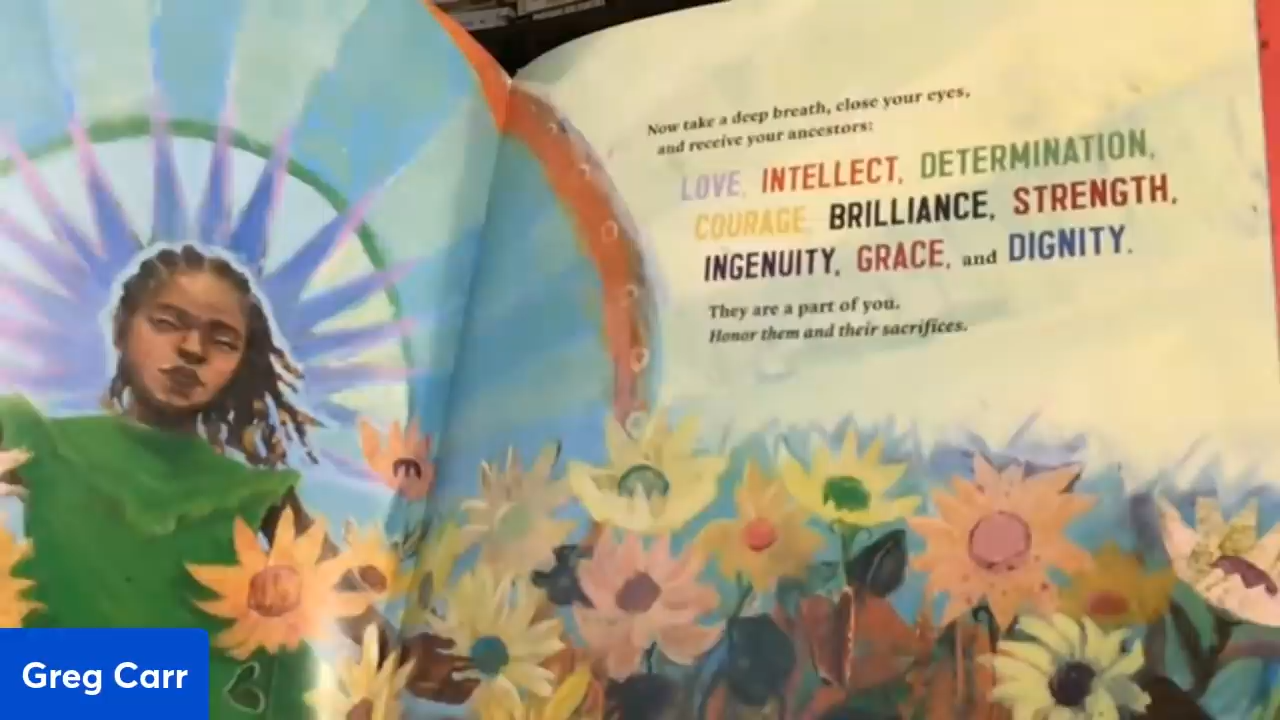 Now take a deep breath, close your eyes,
and receive your ancestors:
LOVE, INTELLECT, DETERMINATION,
COURAGE, BRILLIANCE, STRENGTH,
INGENUITY, GRACE, and DIGNITY.
They are a part of you.
Honor them and their sacrifices.
Greg Carr